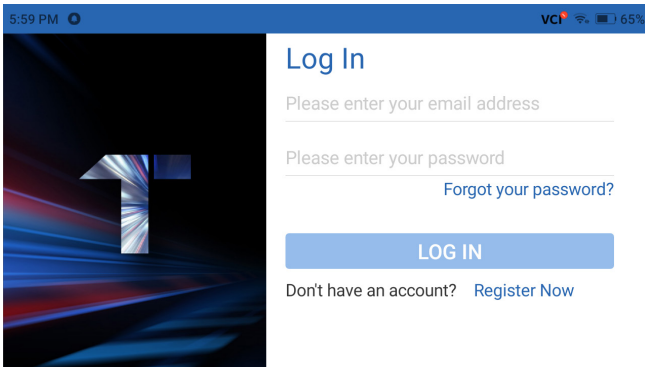 5:59 PM VCI 65%
Log In
Please enter your email address
Please enter your password
Forgot your password?
LOG IN
Don't have an account? Register Now